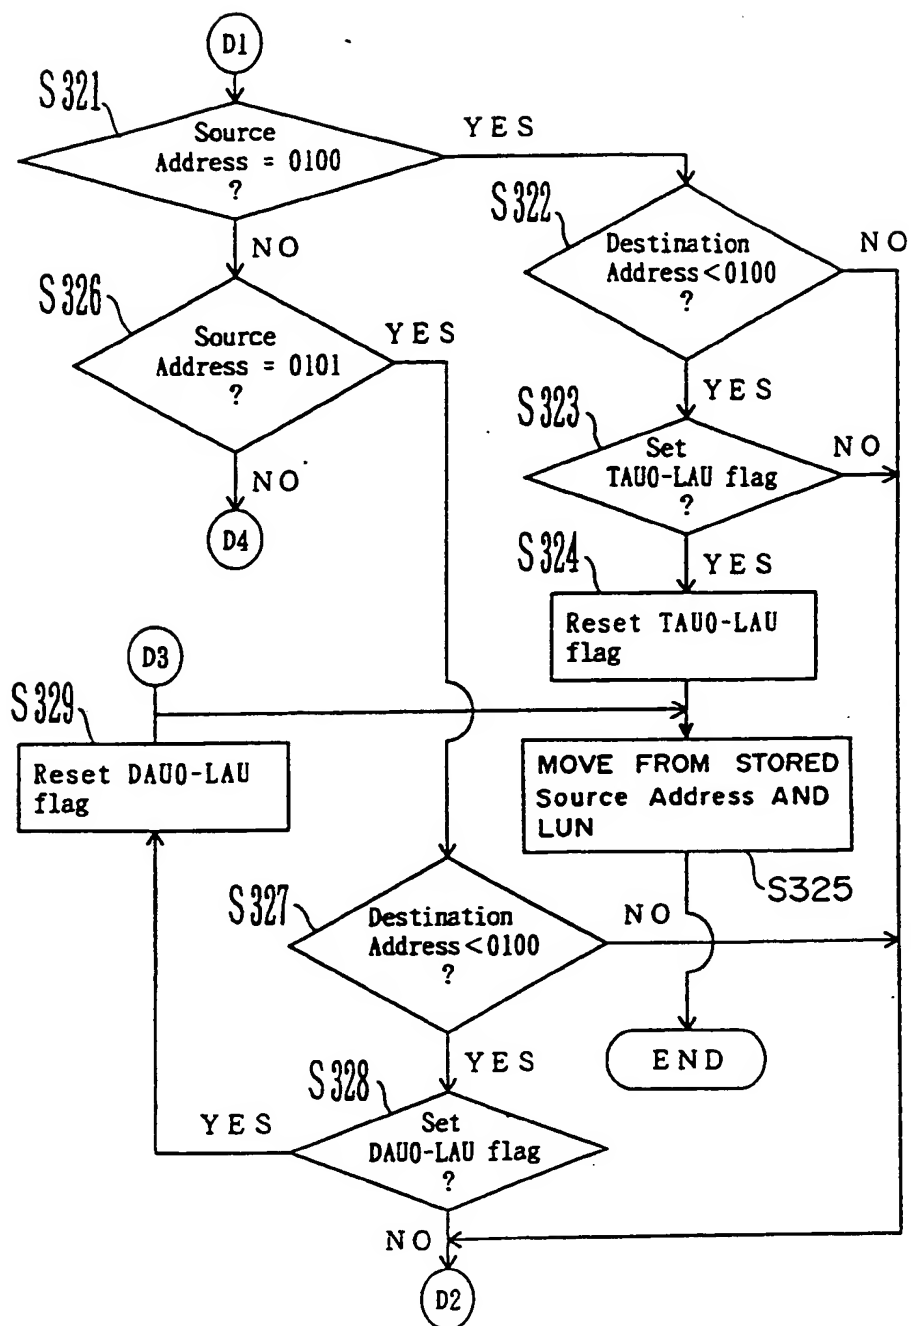 D1
S321
Source
Address = 0100
?
YES
NO
S322
Destination
Address<0100
?
NO
YES
S326
Source
Address = 0101
?
YES
NO
D4
S323
Set
TAU0-LAU flag
?
NO
YES
S324
Reset TAU0-LAU
flag
D3
S329
Reset DAU0-LAU
flag
MOVE FROM STORED
Source Address AND
LUN
S325
S327
Destination
Address<0100
?
NO
YES
END
S328
Set
DAU0-LAU flag
?
YES
NO
D2